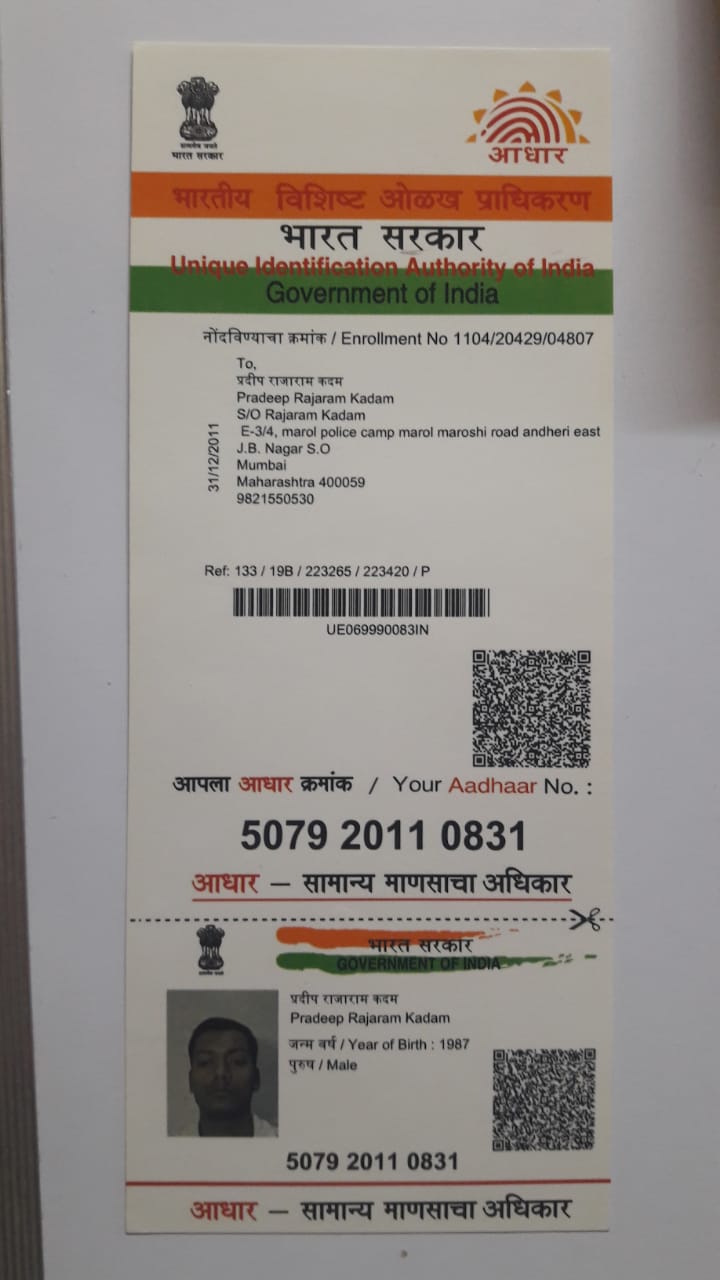 सत्यमेव जयते
भारत सरकार
आधार
भारतीय विशिष्ट ओळख प्राधिकरण
भारत सरकार
Unique Identification Authority of India
Government of India
नोंदविण्याचा क्रमांक / Enrollment No 1104/20429/04807
To,
प्रदीप राजाराम कदम
Pradeep Rajaram Kadam
S/O Rajaram Kadam
E-3/4, marol police camp marol maroshi road andheri east
J.B. Nagar S.O
Mumbai
Maharashtra 400059
9821550530
31/12/2011
Ref: 133 / 19B / 223265 / 223420 / P
UE069990083IN
आपला आधार क्रमांक / Your Aadhaar No. :
5079 2011 0831
आधार – सामान्य माणसाचा अधिकार
भारत सरकार
GOVERNMENT OF INDIA
प्रदीप राजाराम कदम
Pradeep Rajaram Kadam
जन्म वर्ष / Year of Birth : 1987
पुरुष / Male
5079 2011 0831
आधार – सामान्य माणसाचा अधिकार